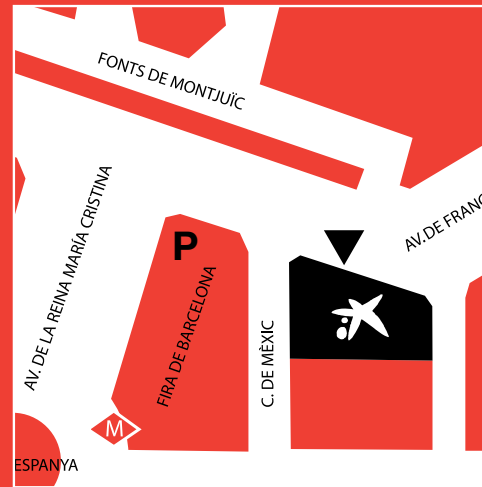 FONTS DE MONTJUÏC
AV. DE LA REINA MARÍA CRISTINA
P
FIRA DE BARCELONA
C. DE MÈXIC
AV. DE FRANC
M
ESPANYA